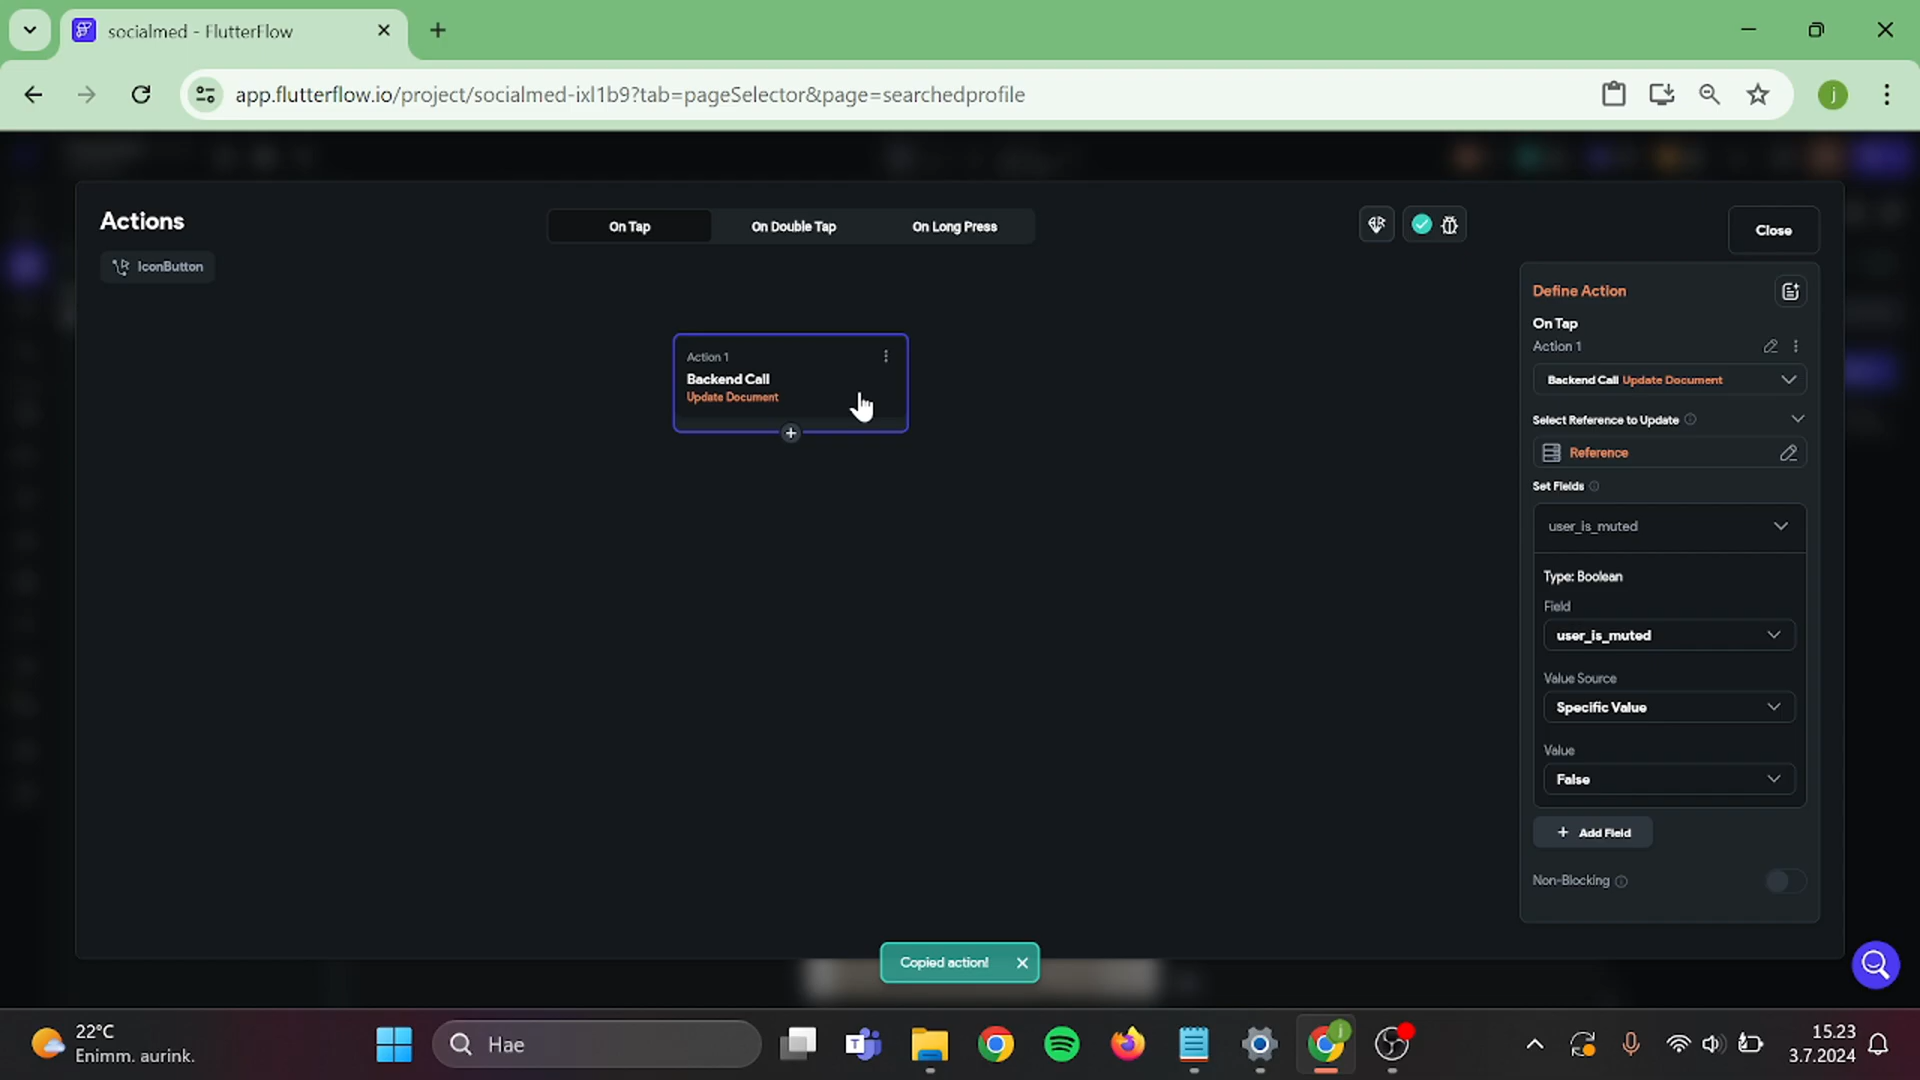 socialmed - FlutterFlow
app.flutterflow.io/project/socialmed-ixl1b9?tab=pageSelector&page=searchedprofile
j
Actions
On Tap
On Double Tap
On Long Press
Close
IconButton
Define Action
On Tap
Action 1
Backend Call Update Document
Select Reference to Update
Reference
Set Fields
user_is_muted
Type: Boolean
Field
user_is_muted
Value Source
Specific Value
Value
False
+ Add Field
Non-Blocking
Action 1
Backend Call
Update Document
Copied action!
22°C
Enimm. aurink.
Hae
15.23
3.7.2024